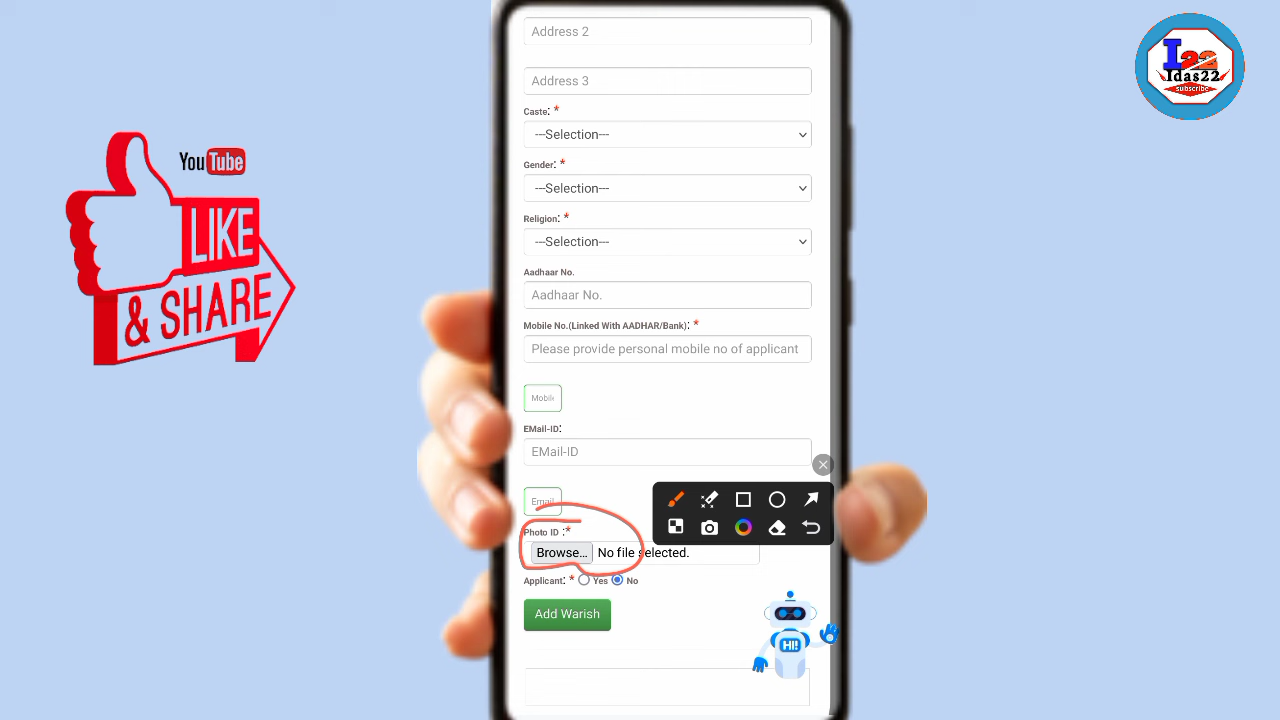 Address 2
Address 3
Caste: *
---Selection---
Gender: *
---Selection---
Religion: *
---Selection---
Aadhaar No.
Aadhaar No.
Mobile No.(Linked With AADHAR/Bank): *
Please provide personal mobile no of applicant
Mobile
EMail-ID:
EMail-ID
Email
Photo ID :*
Browse... No file selected.
Applicant: * Yes No
Add Warish
HI!
YouTube
LIKE
& SHARE
I22
Idas22
subscribe